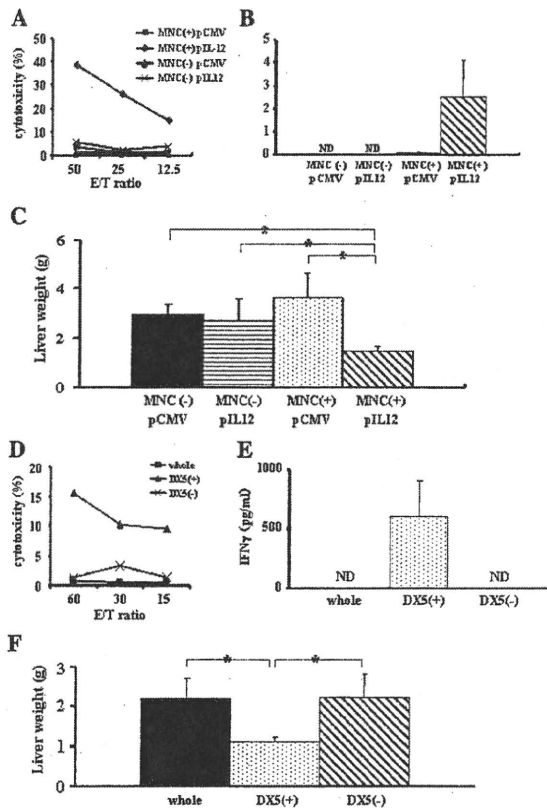 A
cytotoxicity (%)
50
40
30
20
10
0
50 25 12.5
E/T ratio
MNC(+)pCMV
MNC(+)pIL-12
MNC(-) pCMV
MNC(-) pIL12
B
5
4
3
2
1
0
ND ND
MNC (-) MNC(-) MNC(+) MNC(+)
pCMV pIL12 pCMV pIL12
C
Liver weight (g)
6
4
2
0
* 
*
*
MNC (-) MNC(-) MNC(+) MNC(+)
pCMV pIL12 pCMV pIL12
D
cytotoxicity (%)
20
15
10
5
0
60 30 15
E/T ratio
whole
DX5(+)
DX5(-)
E
IFNγ (pg/ml)
1000
500
0
ND ND
whole DX5(+) DX5(-)
F
Liver weight (g)
3
2
1
0
* *
whole DX5(+) DX5(-)